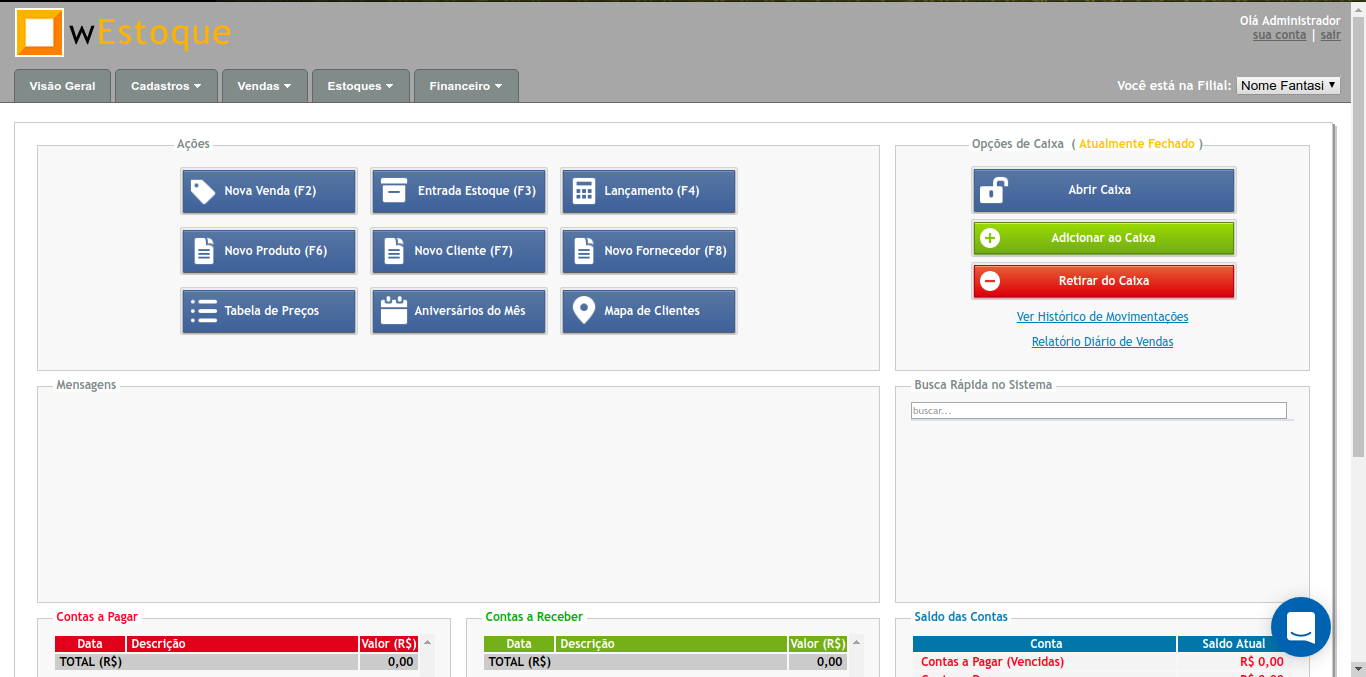 wEstoque
Olá Administrador
sua conta | sair
Visão Geral
Cadastros
Vendas
Estoques
Financeiro
Você está na Filial: Nome Fantasi
Ações
Nova Venda (F2)
Entrada Estoque (F3)
Lançamento (F4)
Novo Produto (F6)
Novo Cliente (F7)
Novo Fornecedor (F8)
Tabela de Preços
Aniversários do Mês
Mapa de Clientes
Opções de Caixa ( Atualmente Fechado )
Abrir Caixa
Adicionar ao Caixa
Retirar do Caixa
Ver Histórico de Movimentações
Relatório Diário de Vendas
Mensagens
Busca Rápida no Sistema
buscar...
Contas a Pagar
Data Descrição Valor (R$)
TOTAL (R$) 0,00
Contas a Receber
Data Descrição Valor (R$)
TOTAL (R$) 0,00
Saldo das Contas
Conta Saldo Atual
Contas a Pagar (Vencidas) R$ 0,00